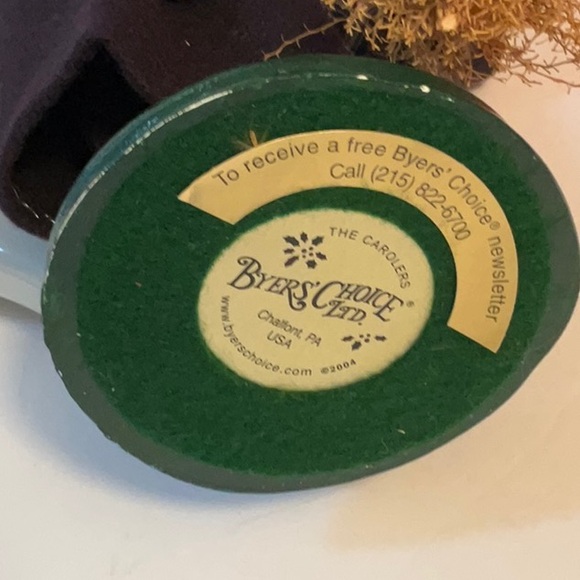 To receive a free Byers' Choice® newsletter
Call (215) 822-6700
THE CAROLERS®
BYERS' CHOICE
LTD.
Chalfont, PA
USA
www.byerschoice.com ©2004